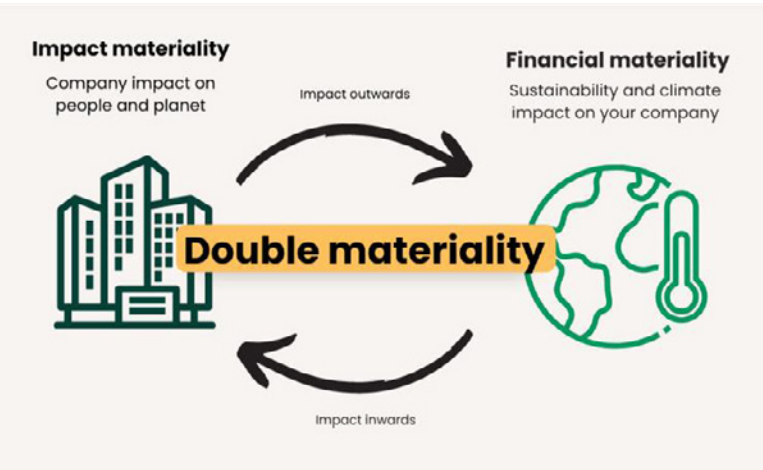 Impact materiality
Company impact on
people and planet
Impact outwards
Financial materiality
Sustainability and climate
impact on your company
Double materiality
Impact inwards